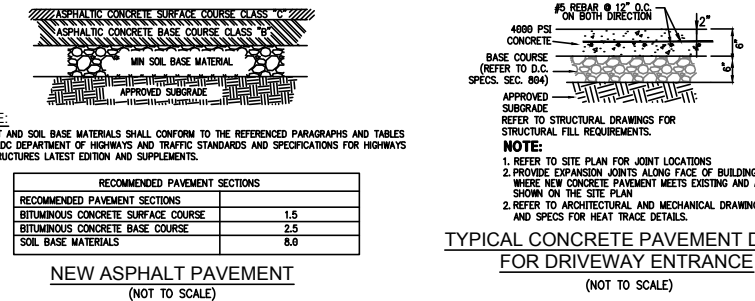 ASPHALTIC CONCRETE SURFACE COURSE CLASS "C"
ASPHALTIC CONCRETE BASE COURSE CLASS "B"
MIN SOIL BASE MATERIAL
APPROVED SUBGRADE
E:
T AND SOIL BASE MATERIALS SHALL CONFORM TO THE REFERENCED PARAGRAPHS AND TABLES
DC DEPARTMENT OF HIGHWAYS AND TRAFFIC STANDARDS AND SPECIFICATIONS FOR HIGHWAYS
RUCTURES LATEST EDITION AND SUPPLEMENTS.
RECOMMENDED PAVEMENT SECTIONS
RECOMMENDED PAVEMENT SECTIONS
BITUMINOUS CONCRETE SURFACE COURSE 1.5
BITUMINOUS CONCRETE BASE COURSE 2.5
SOIL BASE MATERIALS 8.0
NEW ASPHALT PAVEMENT
(NOT TO SCALE)
#5 REBAR @ 12" O.C.
ON BOTH DIRECTION
2"
4000 PSI
CONCRETE
6"
BASE COURSE
(REFER TO D.C.
SPECS. SEC. 804)
6"
APPROVED
SUBGRADE
REFER TO STRUCTURAL DRAWINGS FOR
STRUCTURAL FILL REQUIREMENTS.
NOTE:
1. REFER TO SITE PLAN FOR JOINT LOCATIONS
2. PROVIDE EXPANSION JOINTS ALONG FACE OF BUILDING
WHERE NEW CONCRETE PAVEMENT MEETS EXISTING AND A
SHOWN ON THE SITE PLAN
2. REFER TO ARCHITECTURAL AND MECHANICAL DRAWIN
AND SPECS FOR HEAT TRACE DETAILS.
TYPICAL CONCRETE PAVEMENT D
FOR DRIVEWAY ENTRANCE
(NOT TO SCALE)